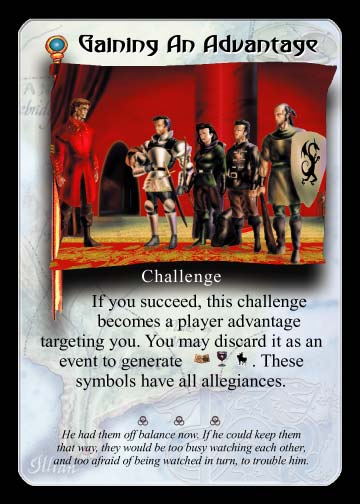 Gaining An Advantage
Challenge
If you succeed, this challenge
becomes a player advantage
targeting you. You may discard it as an
event to generate . These
symbols have all allegiances.
He had them off balance now. If he could keep them
that way, they would be too busy watching each other,
and too afraid of being watched in turn, to trouble him.
Illian